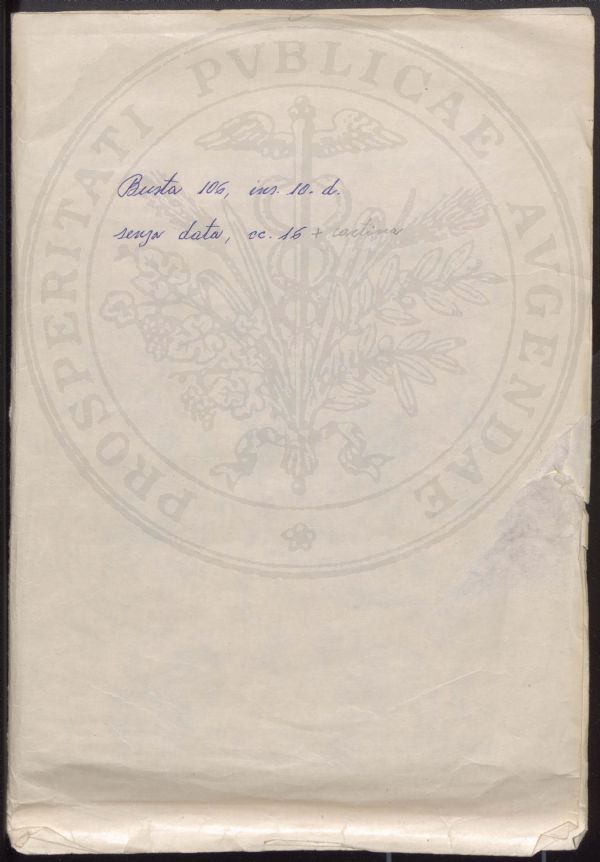 Busta 106, ins. 10. d.
senza data, cc. 16 + cartina
PROSPERITATI PVBLICAE AVGENDAE